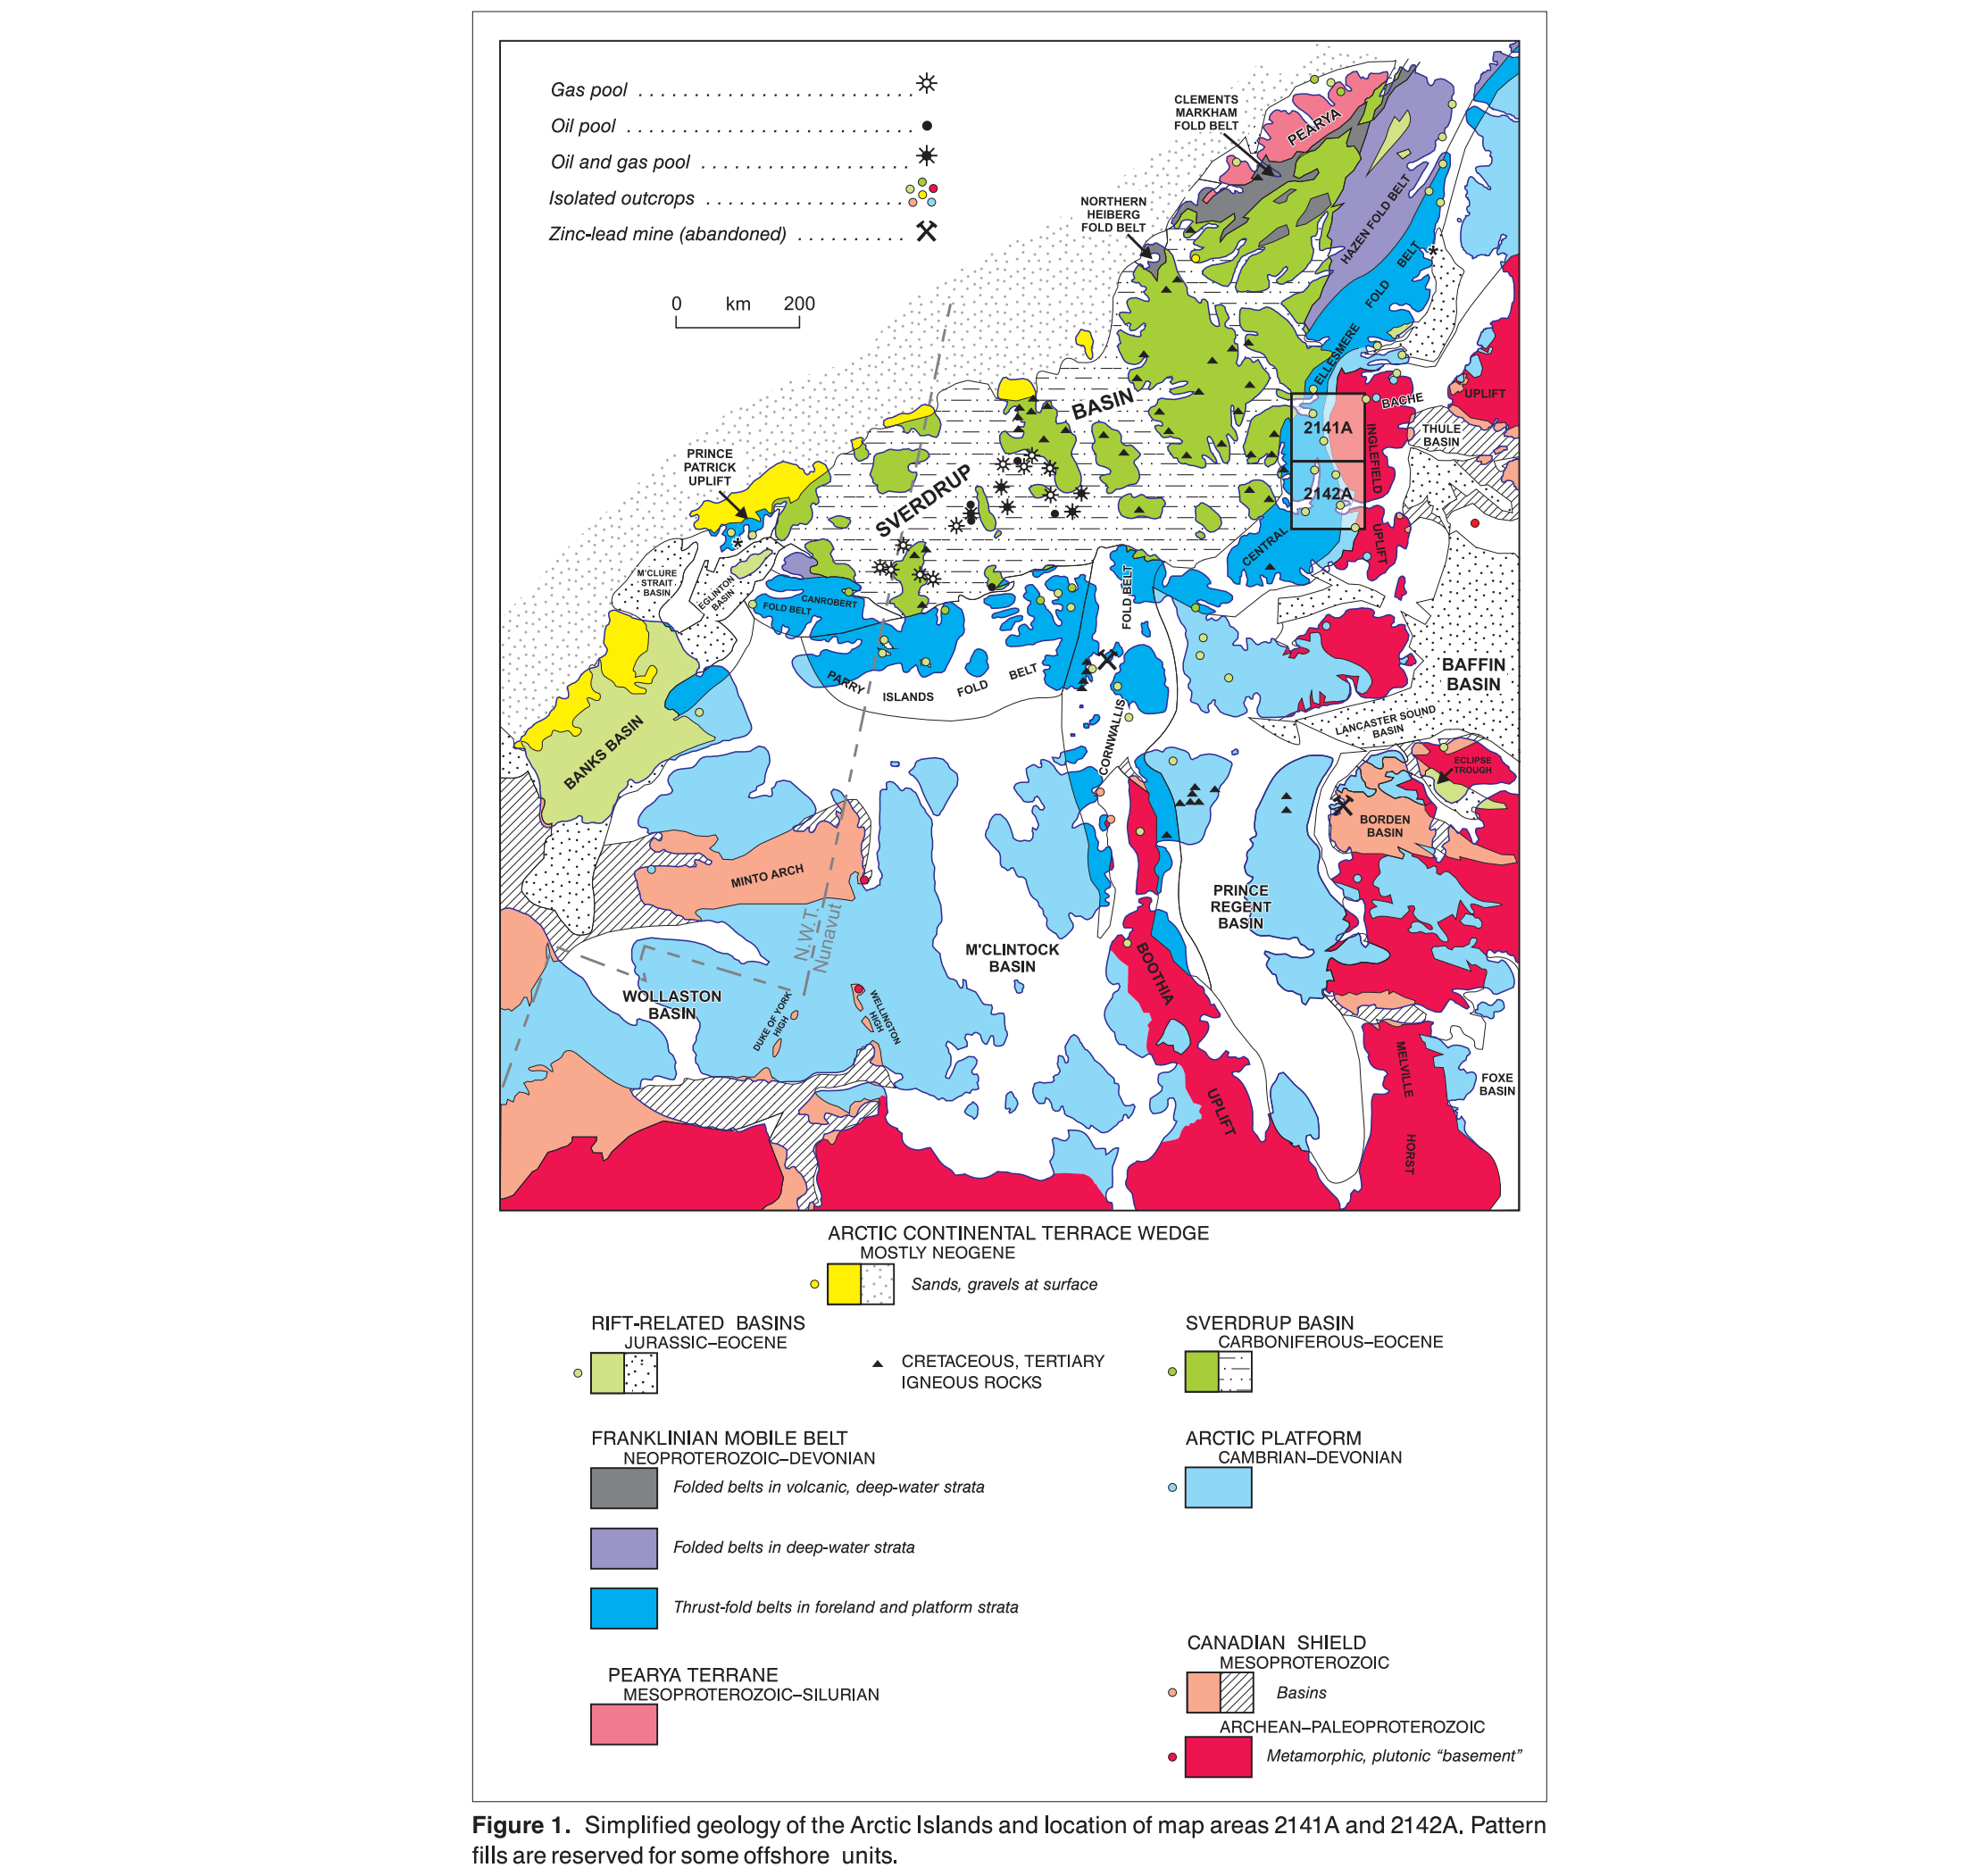 Gas pool
Oil pool
Oil and gas pool
Isolated outcrops
Zinc-lead mine (abandoned)
0 km 200
CLEMENTS
MARKHAM
FOLD BELT
PEARYA
NORTHERN
HEIBERG
FOLD BELT
HAZEN FOLD BELT
ELLESMERE FOLD BELT
*
BASIN
SVERDRUP
2141A
2142A
BACHE
INGLEFIELD
UPLIFT
UPLIFT
THULE
BASIN
PRINCE
PATRICK
UPLIFT
*
M'CLURE
STRAIT
BASIN
EGLINTON
BASIN
CANROBERT
FOLD BELT
CENTRAL
FOLD BELT
PARRY ISLANDS FOLD BELT
CORNWALLIS
BAFFIN
BASIN
LANCASTER SOUND
BASIN
BANKS BASIN
ECLIPSE
TROUGH
BORDEN
BASIN
MINTO ARCH
N.W.T.
Nunavut
PRINCE
REGENT
BASIN
M'CLINTOCK
BASIN
BOOTHIA
UPLIFT
WOLLASTON
BASIN
DUKE OF YORK
HIGH
WELLINGTON
HIGH
MELVILLE
HORST
FOXE
BASIN
ARCTIC CONTINENTAL TERRACE WEDGE
MOSTLY NEOGENE
Sands, gravels at surface
RIFT-RELATED BASINS
JURASSIC–EOCENE
CRETACEOUS, TERTIARY
IGNEOUS ROCKS
SVERDRUP BASIN
CARBONIFEROUS–EOCENE
FRANKLINIAN MOBILE BELT
NEOPROTEROZOIC–DEVONIAN
Folded belts in volcanic, deep-water strata
Folded belts in deep-water strata
Thrust-fold belts in foreland and platform strata
ARCTIC PLATFORM
CAMBRIAN–DEVONIAN
PEARYA TERRANE
MESOPROTEROZOIC–SILURIAN
CANADIAN SHIELD
MESOPROTEROZOIC
Basins
ARCHEAN–PALEOPROTEROZOIC
Metamorphic, plutonic “basement”
Figure 1. Simplified geology of the Arctic Islands and location of map areas 2141A and 2142A. Pattern
fills are reserved for some offshore units.